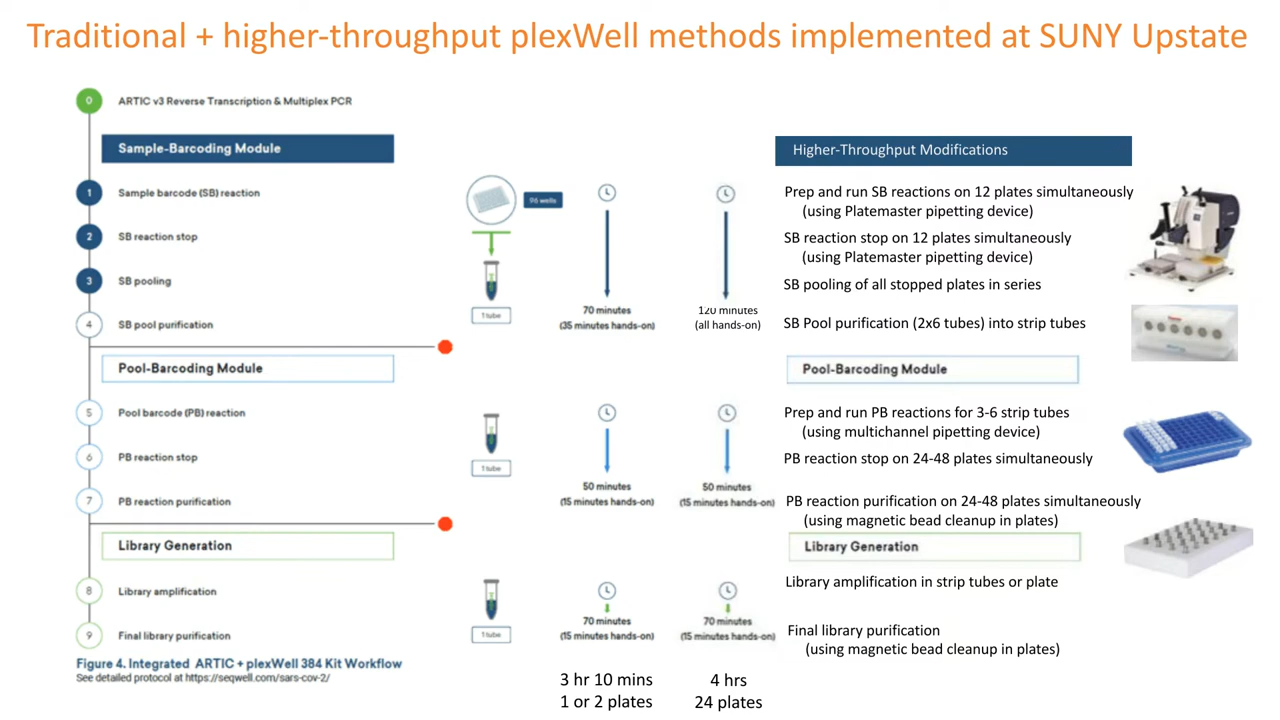 Traditional + higher-throughput plexWell methods implemented at SUNY Upstate
0
ARTIC v3 Reverse Transcription & Multiplex PCR
Sample-Barcoding Module
1
Sample barcode (SB) reaction
2
SB reaction stop
3
SB pooling
4
SB pool purification
96 wells
1 tube
70 minutes
(35 minutes hands-on)
120 minutes
(all hands-on)
Pool-Barcoding Module
5
Pool barcode (PB) reaction
6
PB reaction stop
7
PB reaction purification
1 tube
50 minutes
(15 minutes hands-on)
50 minutes
(15 minutes hands-on)
Library Generation
8
Library amplification
9
Final library purification
1 tube
70 minutes
(15 minutes hands-on)
70 minutes
(15 minutes hands-on)
Figure 4. Integrated ARTIC + plexWell 384 Kit Workflow
See detailed protocol at https://seqwell.com/sars-cov-2/
3 hr 10 mins
1 or 2 plates
4 hrs
24 plates
Higher-Throughput Modifications
Prep and run SB reactions on 12 plates simultaneously
(using Platemaster pipetting device)
SB reaction stop on 12 plates simultaneously
(using Platemaster pipetting device)
SB pooling of all stopped plates in series
SB Pool purification (2x6 tubes) into strip tubes
Pool-Barcoding Module
Prep and run PB reactions for 3-6 strip tubes
(using multichannel pipetting device)
PB reaction stop on 24-48 plates simultaneously
PB reaction purification on 24-48 plates simultaneously
(using magnetic bead cleanup in plates)
Library Generation
Library amplification in strip tubes or plate
Final library purification
(using magnetic bead cleanup in plates)